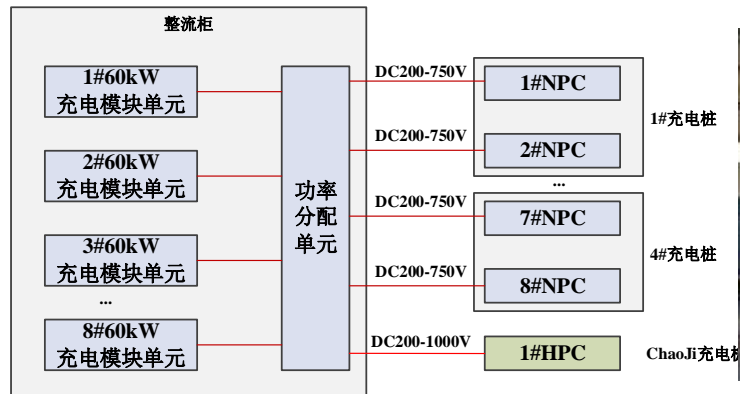 整流柜
1#60kW
充电模块单元
2#60kW
充电模块单元
3#60kW
充电模块单元
...
8#60kW
充电模块单元
功率
分配
单元
DC200-750V
DC200-750V
DC200-750V
DC200-750V
DC200-1000V
1#NPC
2#NPC
1#充电桩
...
7#NPC
8#NPC
4#充电桩
1#HPC
ChaoJi充电桩